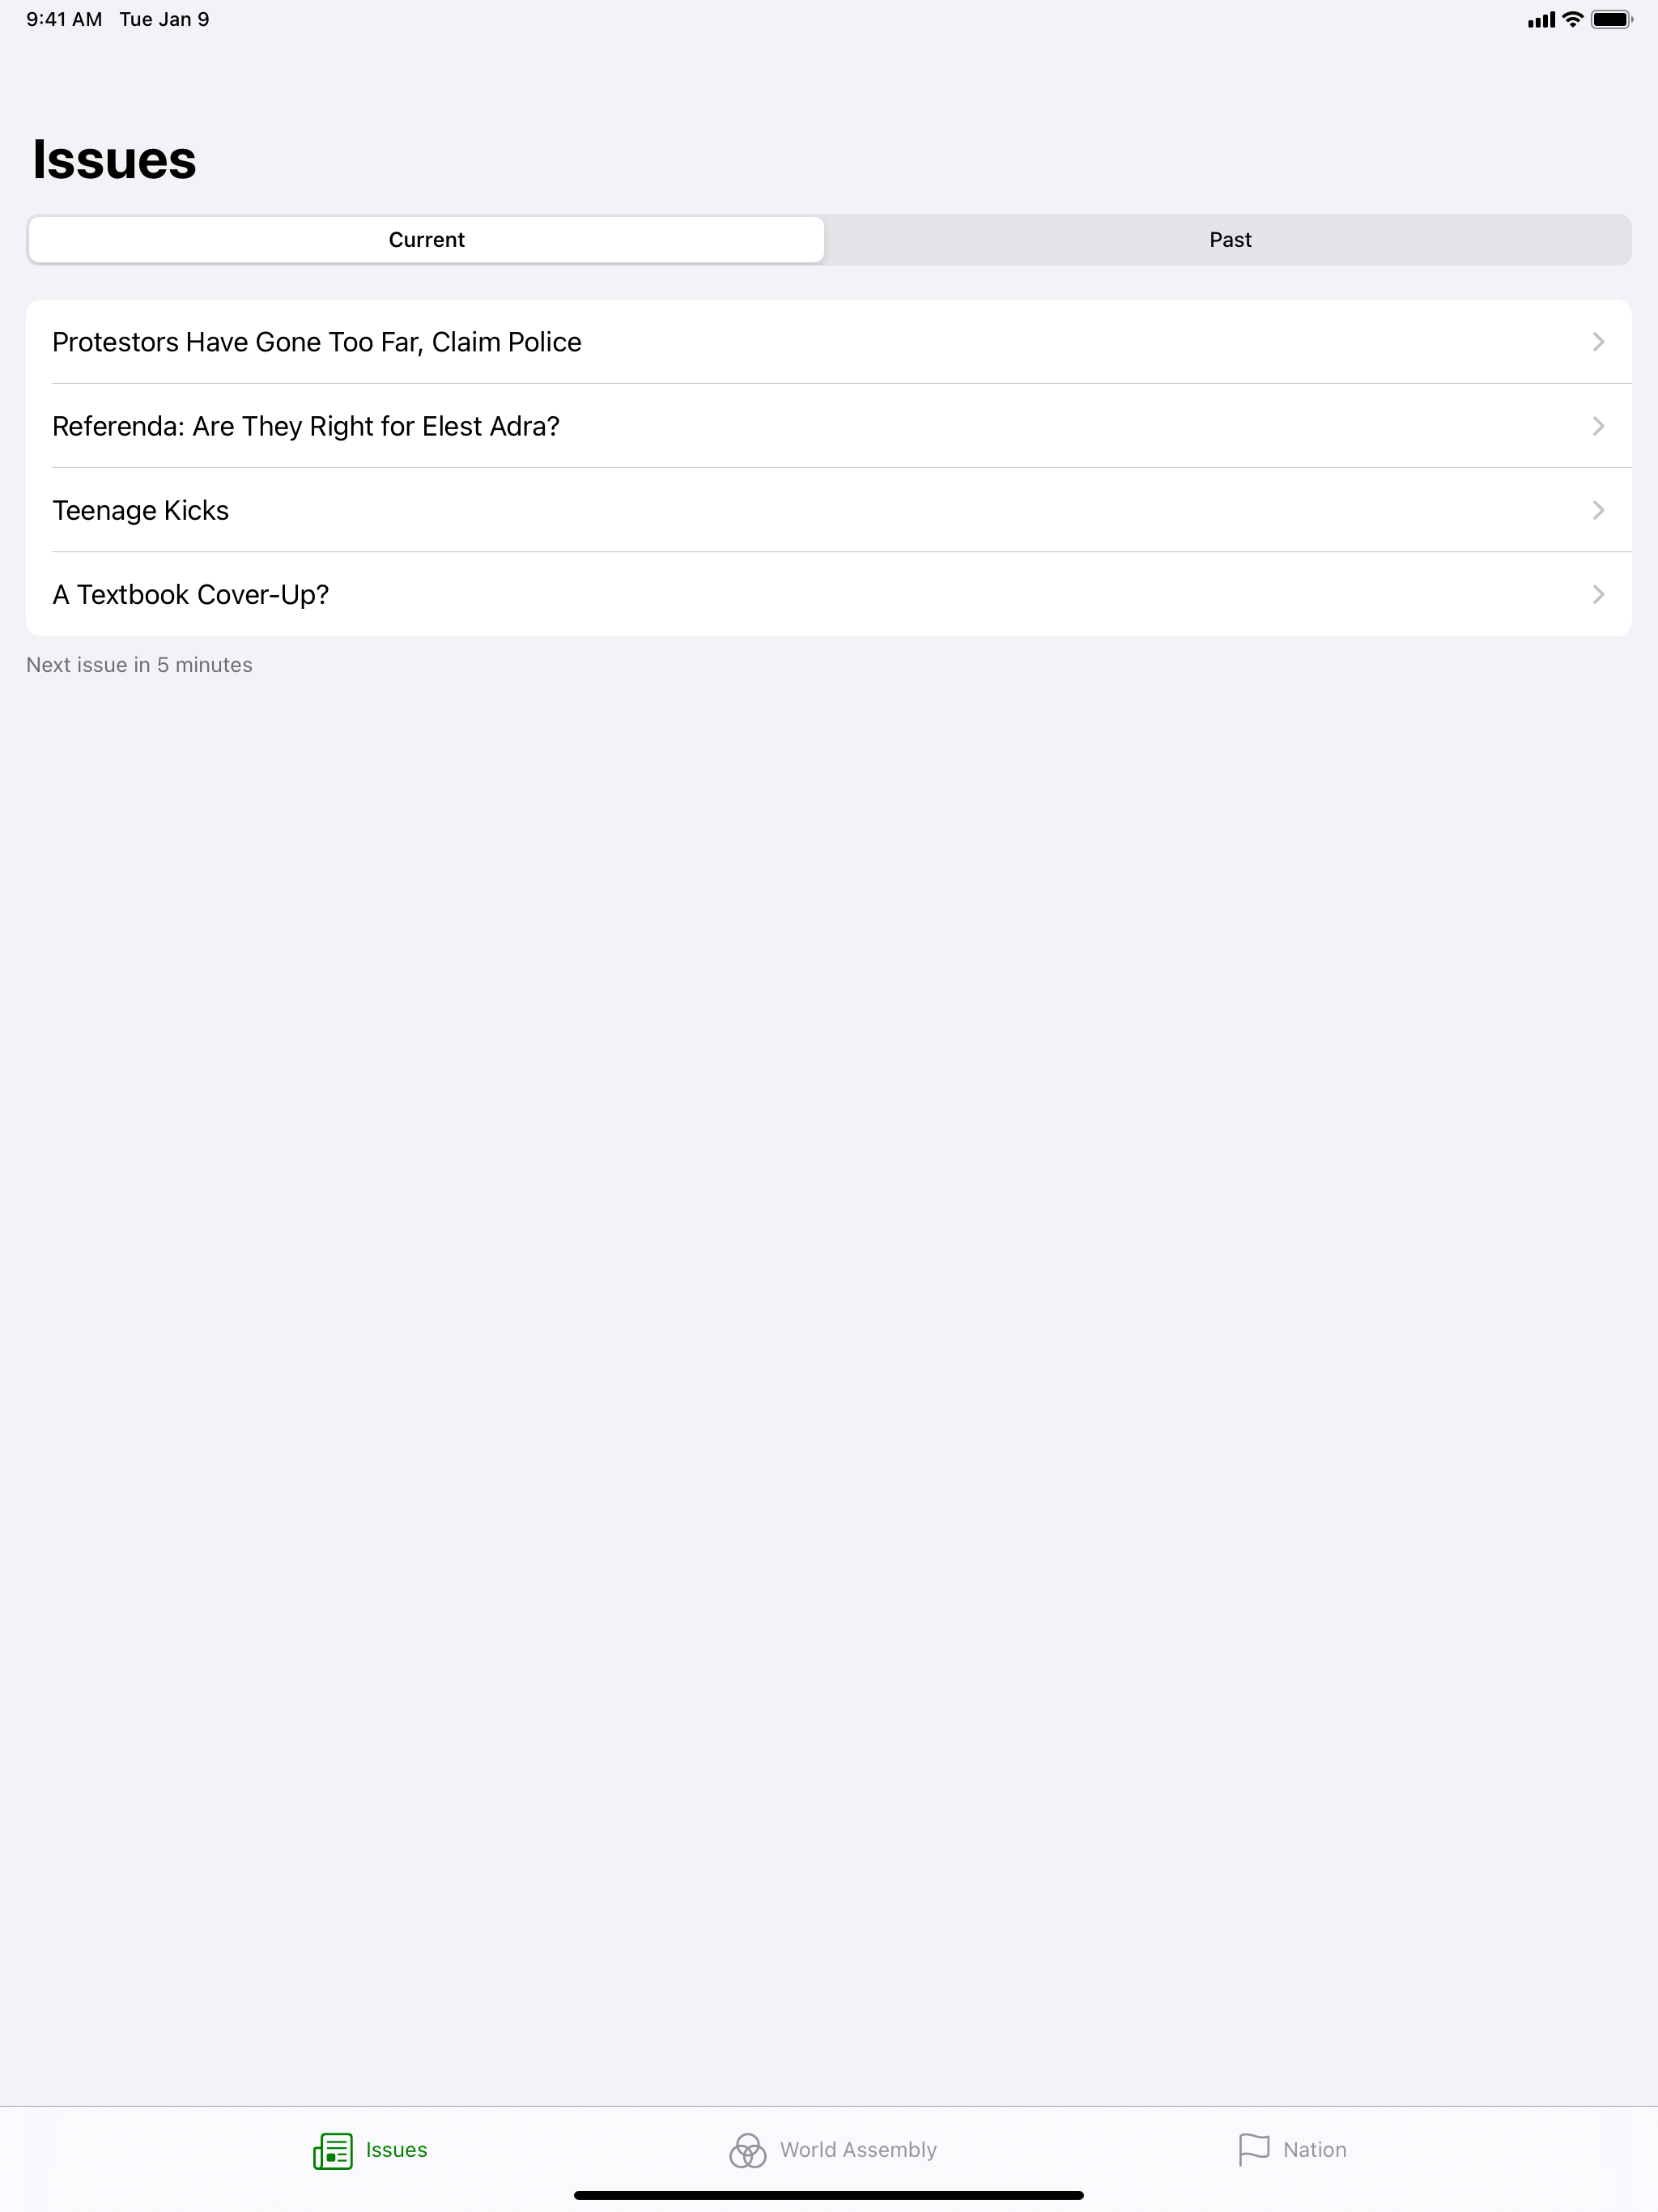 9:41 AM Tue Jan 9
Issues
Current Past
Protestors Have Gone Too Far, Claim Police
Referenda: Are They Right for Elest Adra?
Teenage Kicks
A Textbook Cover-Up?
Next issue in 5 minutes
Issues World Assembly Nation